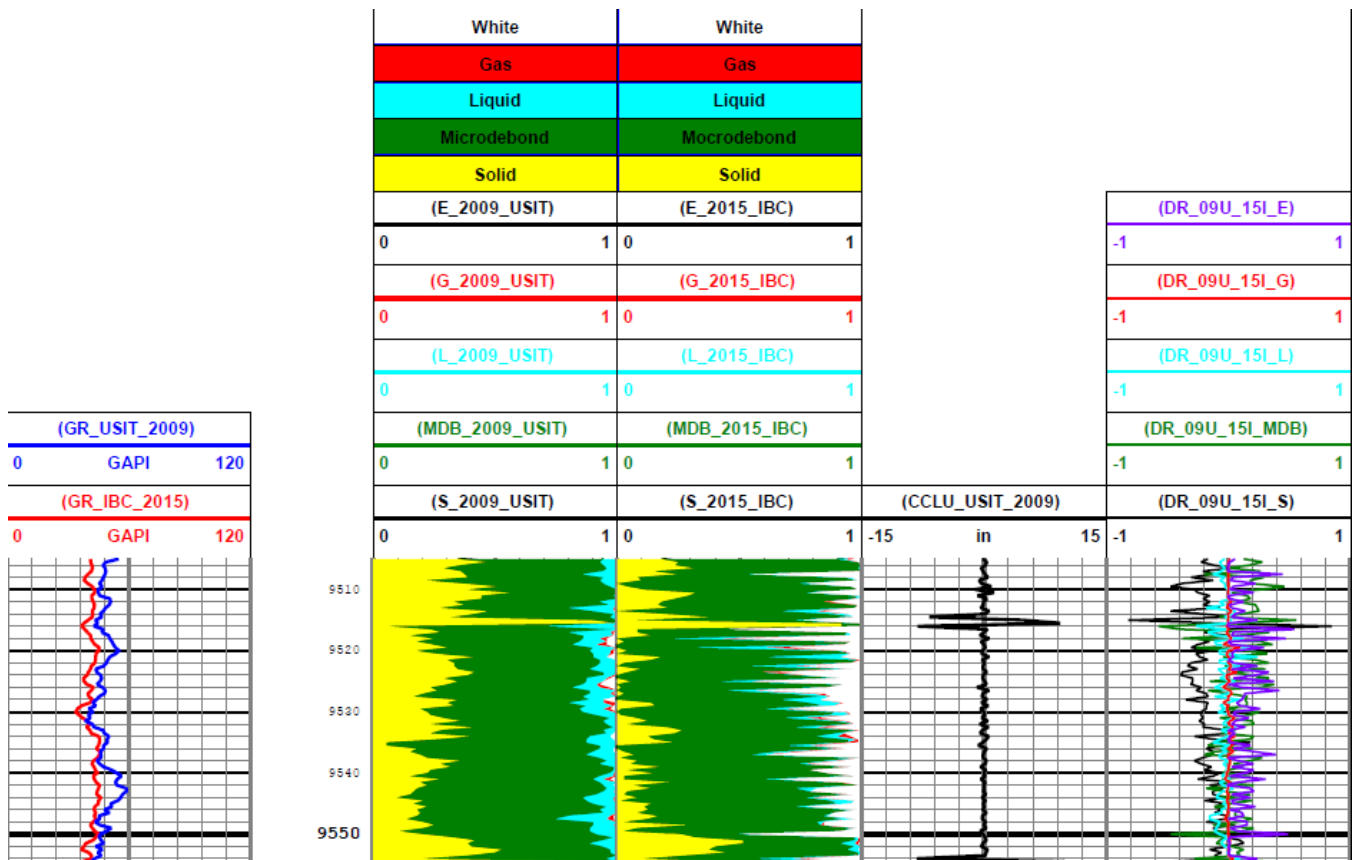 White White
Gas Gas
Liquid Liquid
Microdebond Mocrodebond
Solid Solid
(E_2009_USIT) (E_2015_IBC) (DR_09U_15I_E)
0 1 0 1 -1 1
(G_2009_USIT) (G_2015_IBC) (DR_09U_15I_G)
0 1 0 1 -1 1
(L_2009_USIT) (L_2015_IBC) (DR_09U_15I_L)
0 1 0 1 -1 1
(GR_USIT_2009) (MDB_2009_USIT) (MDB_2015_IBC) (DR_09U_15I_MDB)
0 GAPI 120 0 1 0 1 -1 1
(GR_IBC_2015) (S_2009_USIT) (S_2015_IBC) (CCLU_USIT_2009) (DR_09U_15I_S)
0 GAPI 120 0 1 0 1 -15 in 15 -1 1
9510
9520
9530
9540
9550